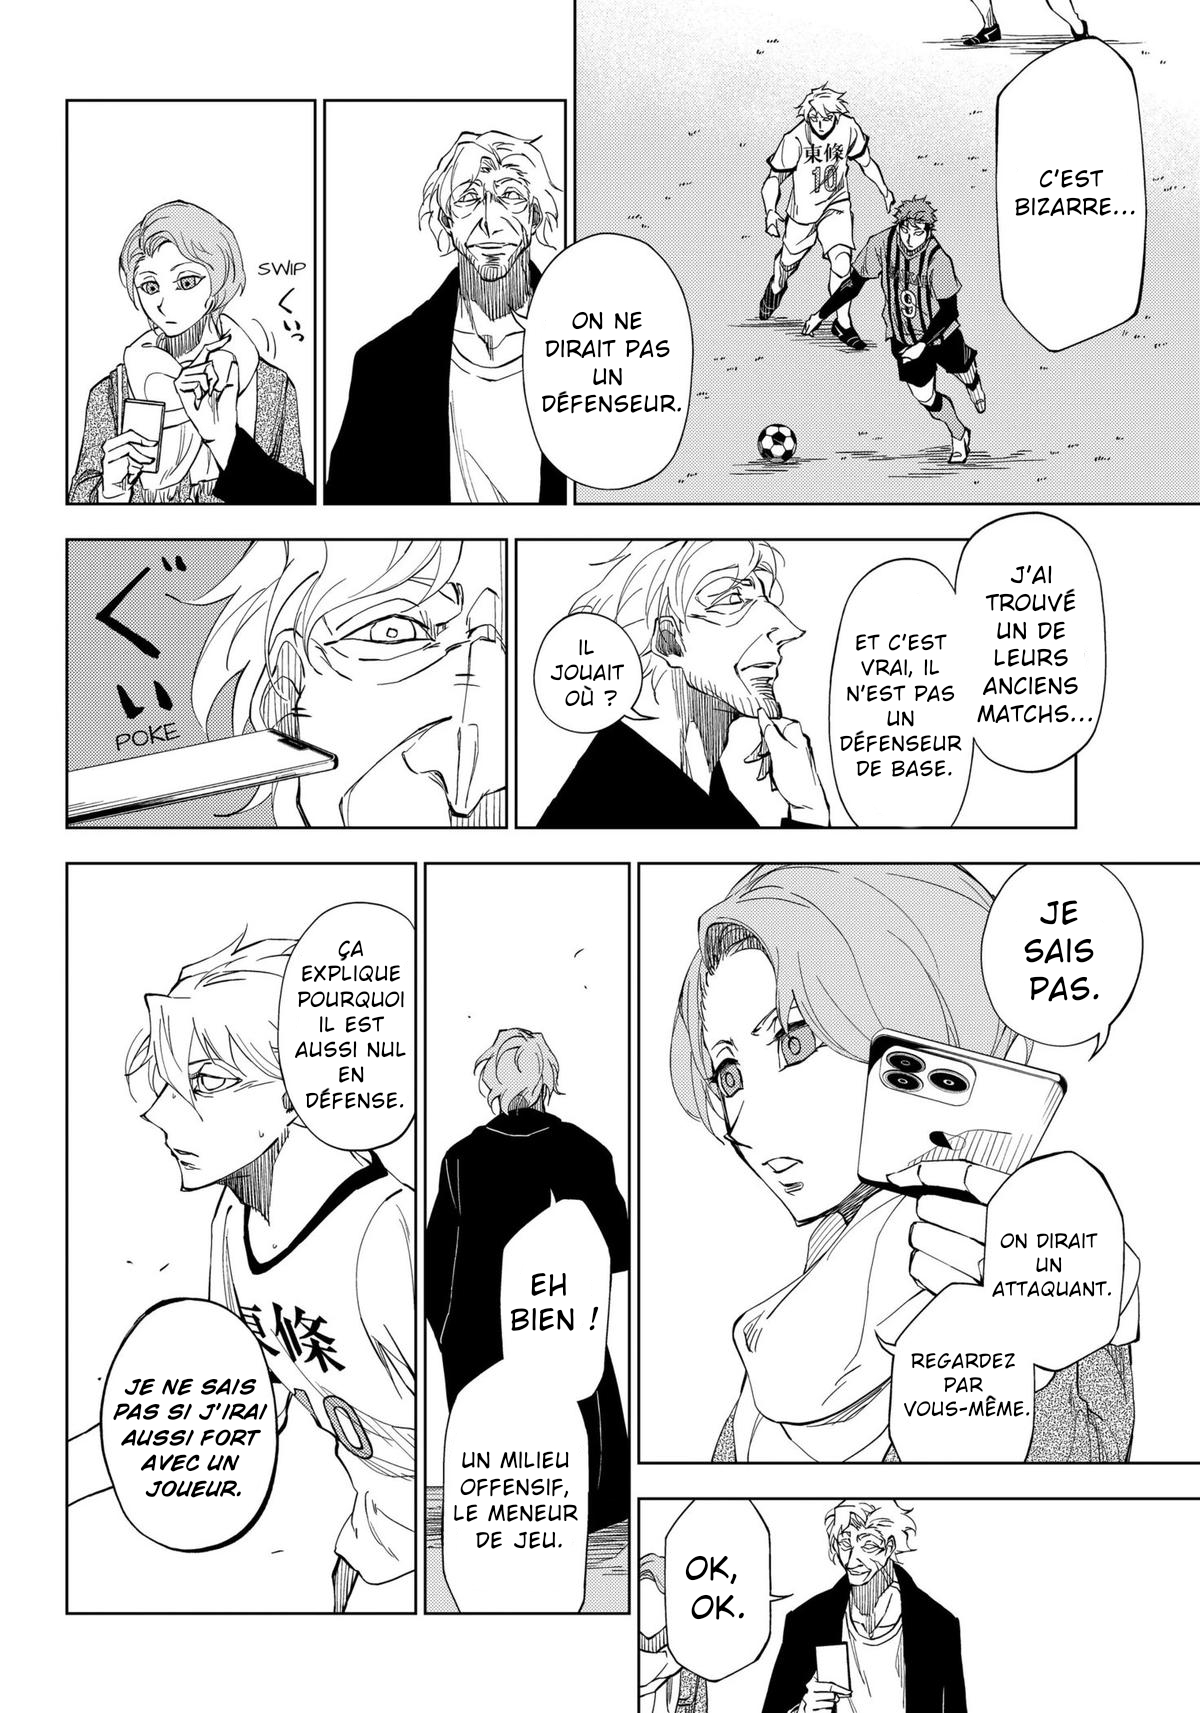 C'EST
BIZARRE...
東條
10
9
ON NE
DIRAIT PAS
UN
DÉFENSEUR.
SWIP
ぐいっ
J'AI
TROUVÉ
UN DE
LEURS
ANCIENS
MATCHS...
ET C'EST
VRAI, IL
N'EST PAS
UN
DÉFENSEUR
DE BASE.
IL
JOUAIT
OÙ ?
ぐい
POKE
JE
SAIS
PAS.
ON DIRAIT
UN
ATTAQUANT.
REGARDEZ
PAR
VOUS-MÊME.
OK,
OK.
EH
BIEN !
UN MILIEU
OFFENSIF,
LE MENEUR
DE JEU.
ÇA
EXPLIQUE
POURQUOI
IL EST
AUSSI NUL
EN
DÉFENSE.
東條
10
JE NE SAIS
PAS SI J'IRAI
AUSSI FORT
AVEC UN
JOUEUR.